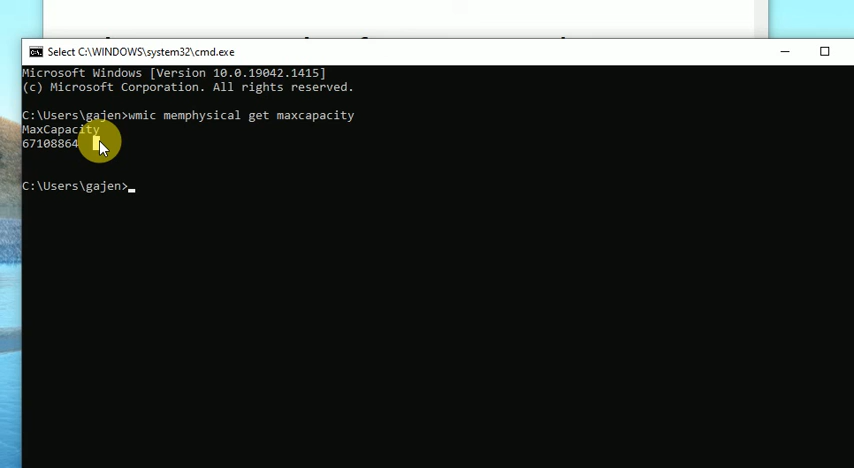 Select C:\WINDOWS\system32\cmd.exe
Microsoft Windows [Version 10.0.19042.1415]
(c) Microsoft Corporation. All rights reserved.
C:\Users\gajen>wmic memphysical get maxcapacity
MaxCapacity
67108864
C:\Users\gajen>